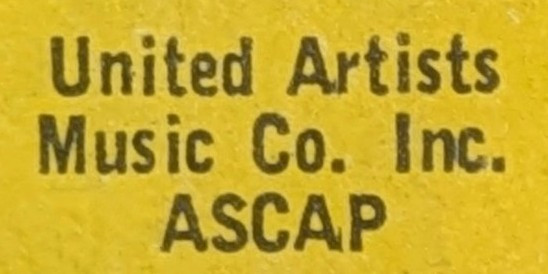 United Artists
Music Co. Inc.
ASCAP